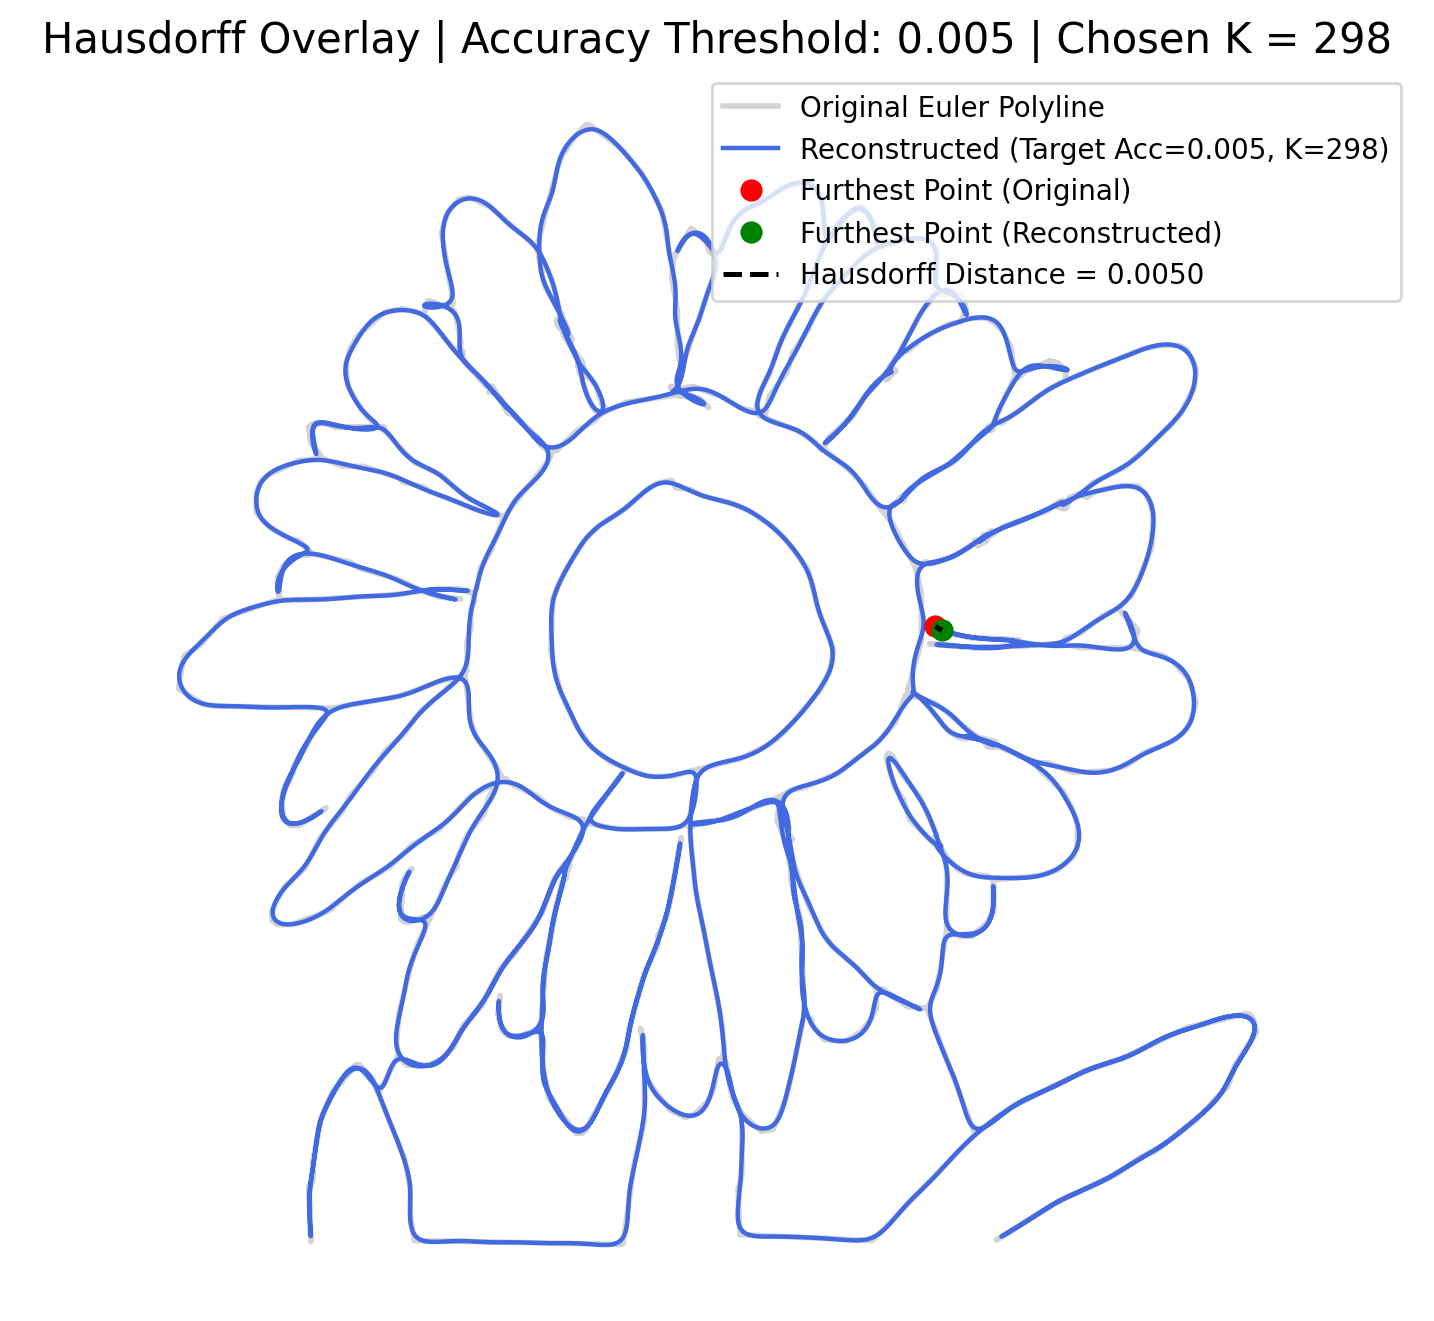 Hausdorff Overlay | Accuracy Threshold: 0.005 | Chosen K = 298
Original Euler Polyline
Reconstructed (Target Acc=0.005, K=298)
Furthest Point (Original)
Furthest Point (Reconstructed)
Hausdorff Distance = 0.0050